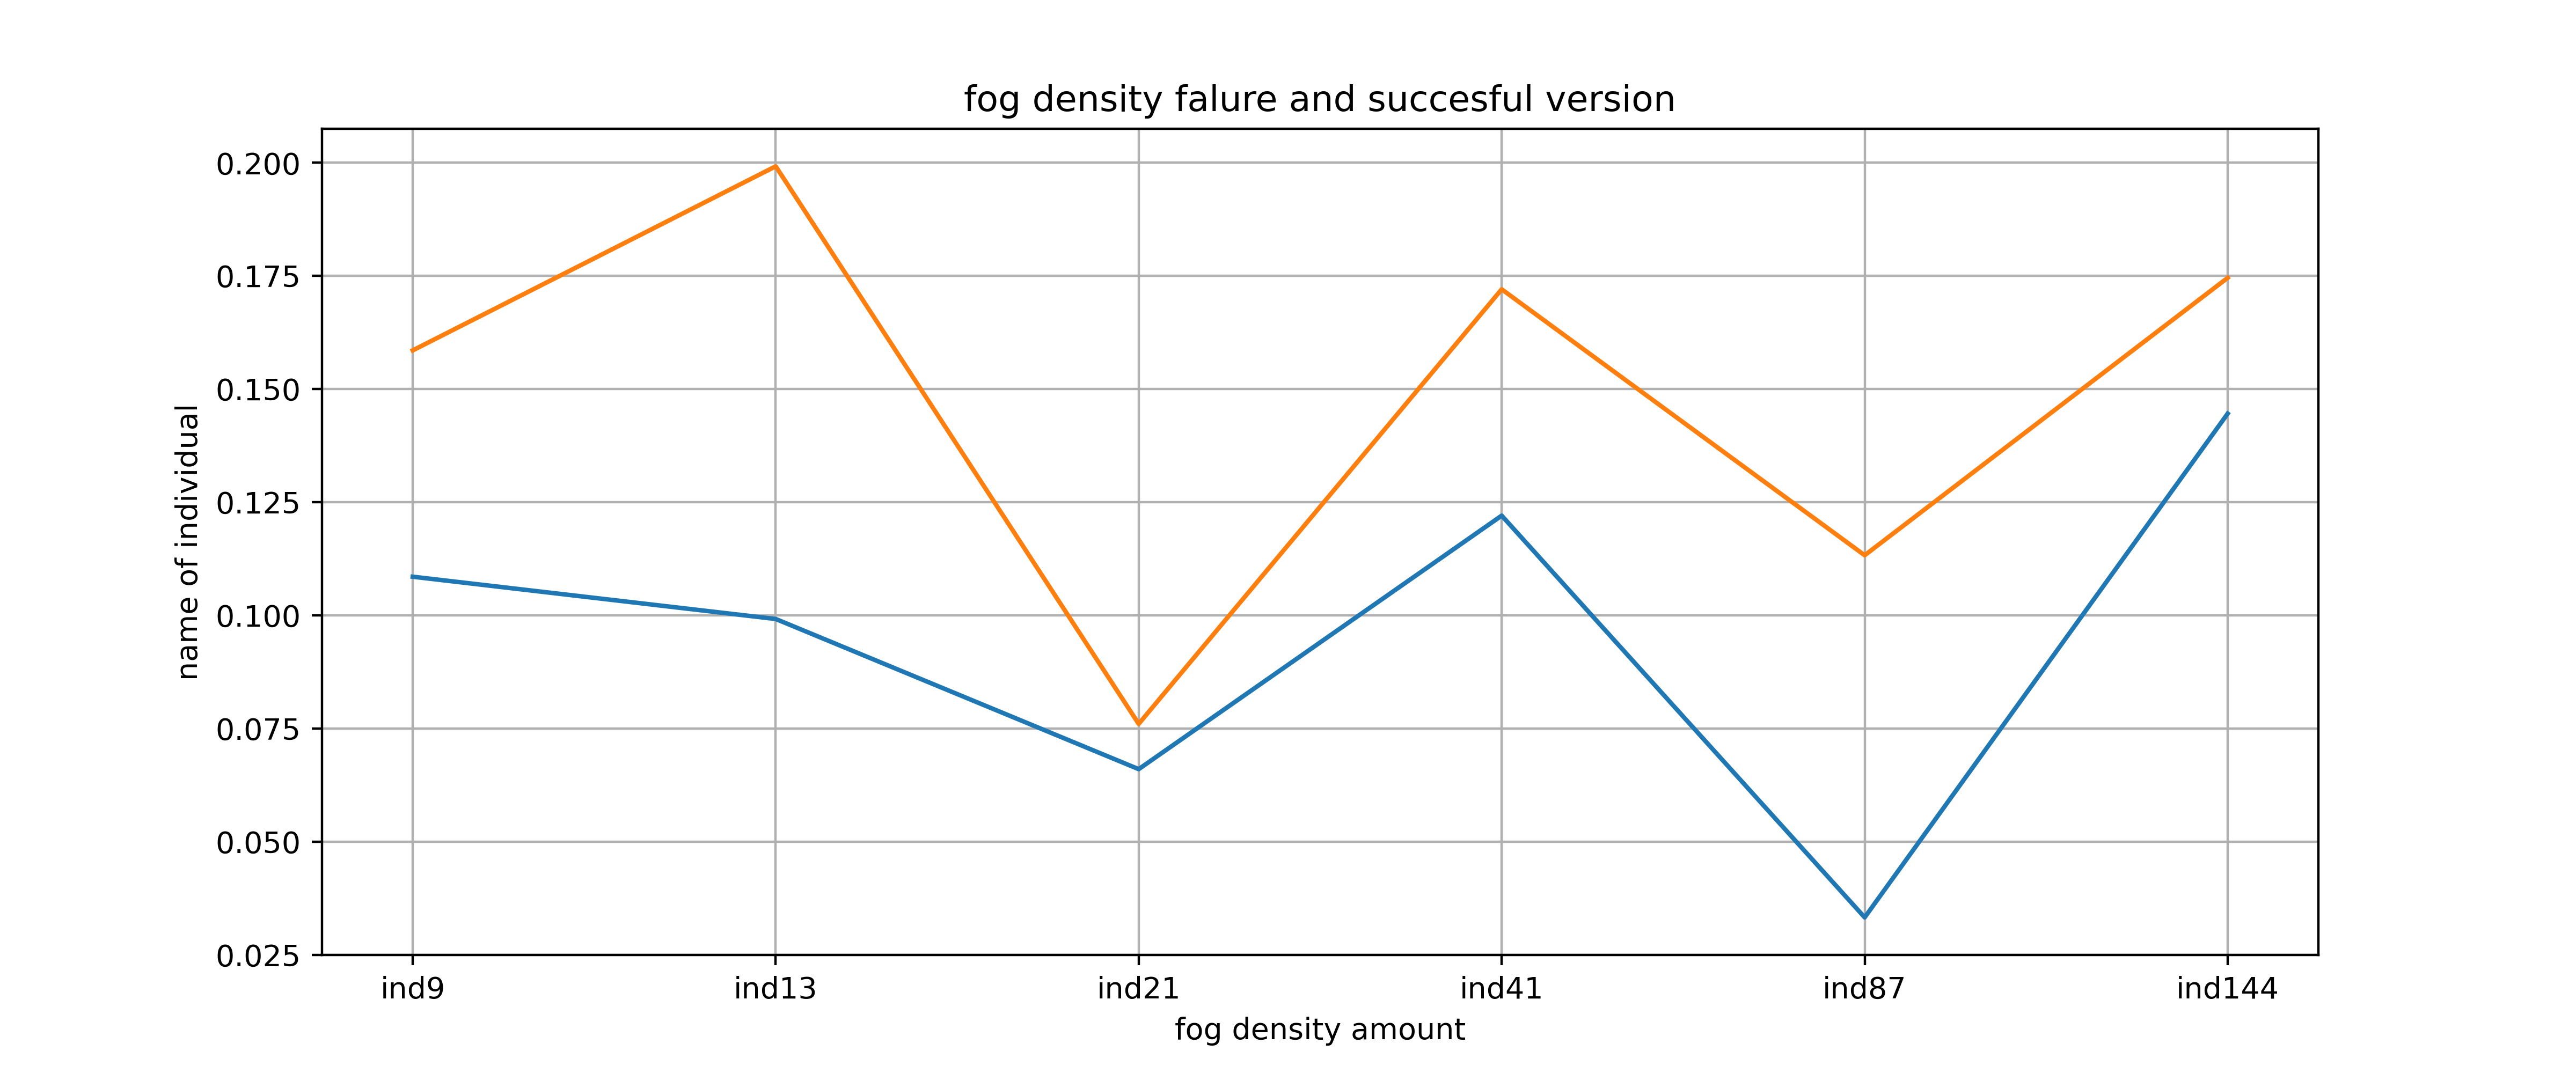 fog density falure and succesful version
0.200
0.175
0.150
0.125
0.100
0.075
0.050
0.025
name of individual
ind9 ind13 ind21 ind41 ind87 ind144
fog density amount